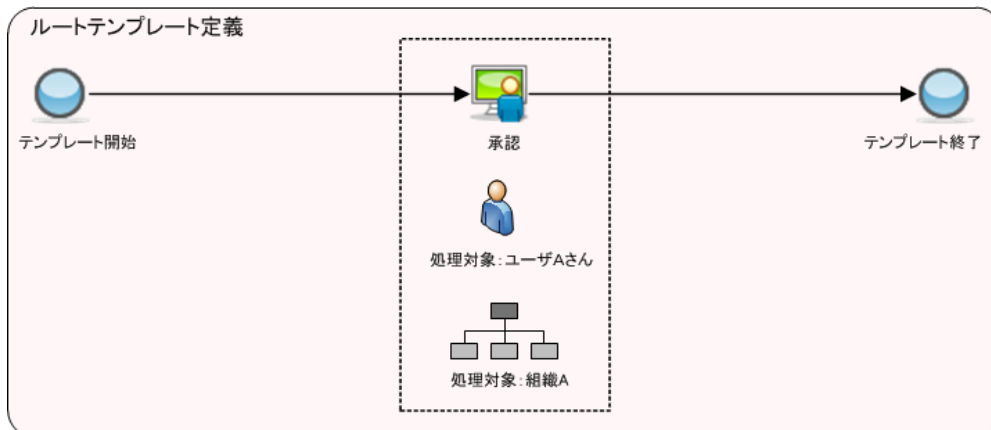 ルートテンプレート定義
テンプレート開始
承認
テンプレート終了
処理対象：ユーザAさん
処理対象：組織A